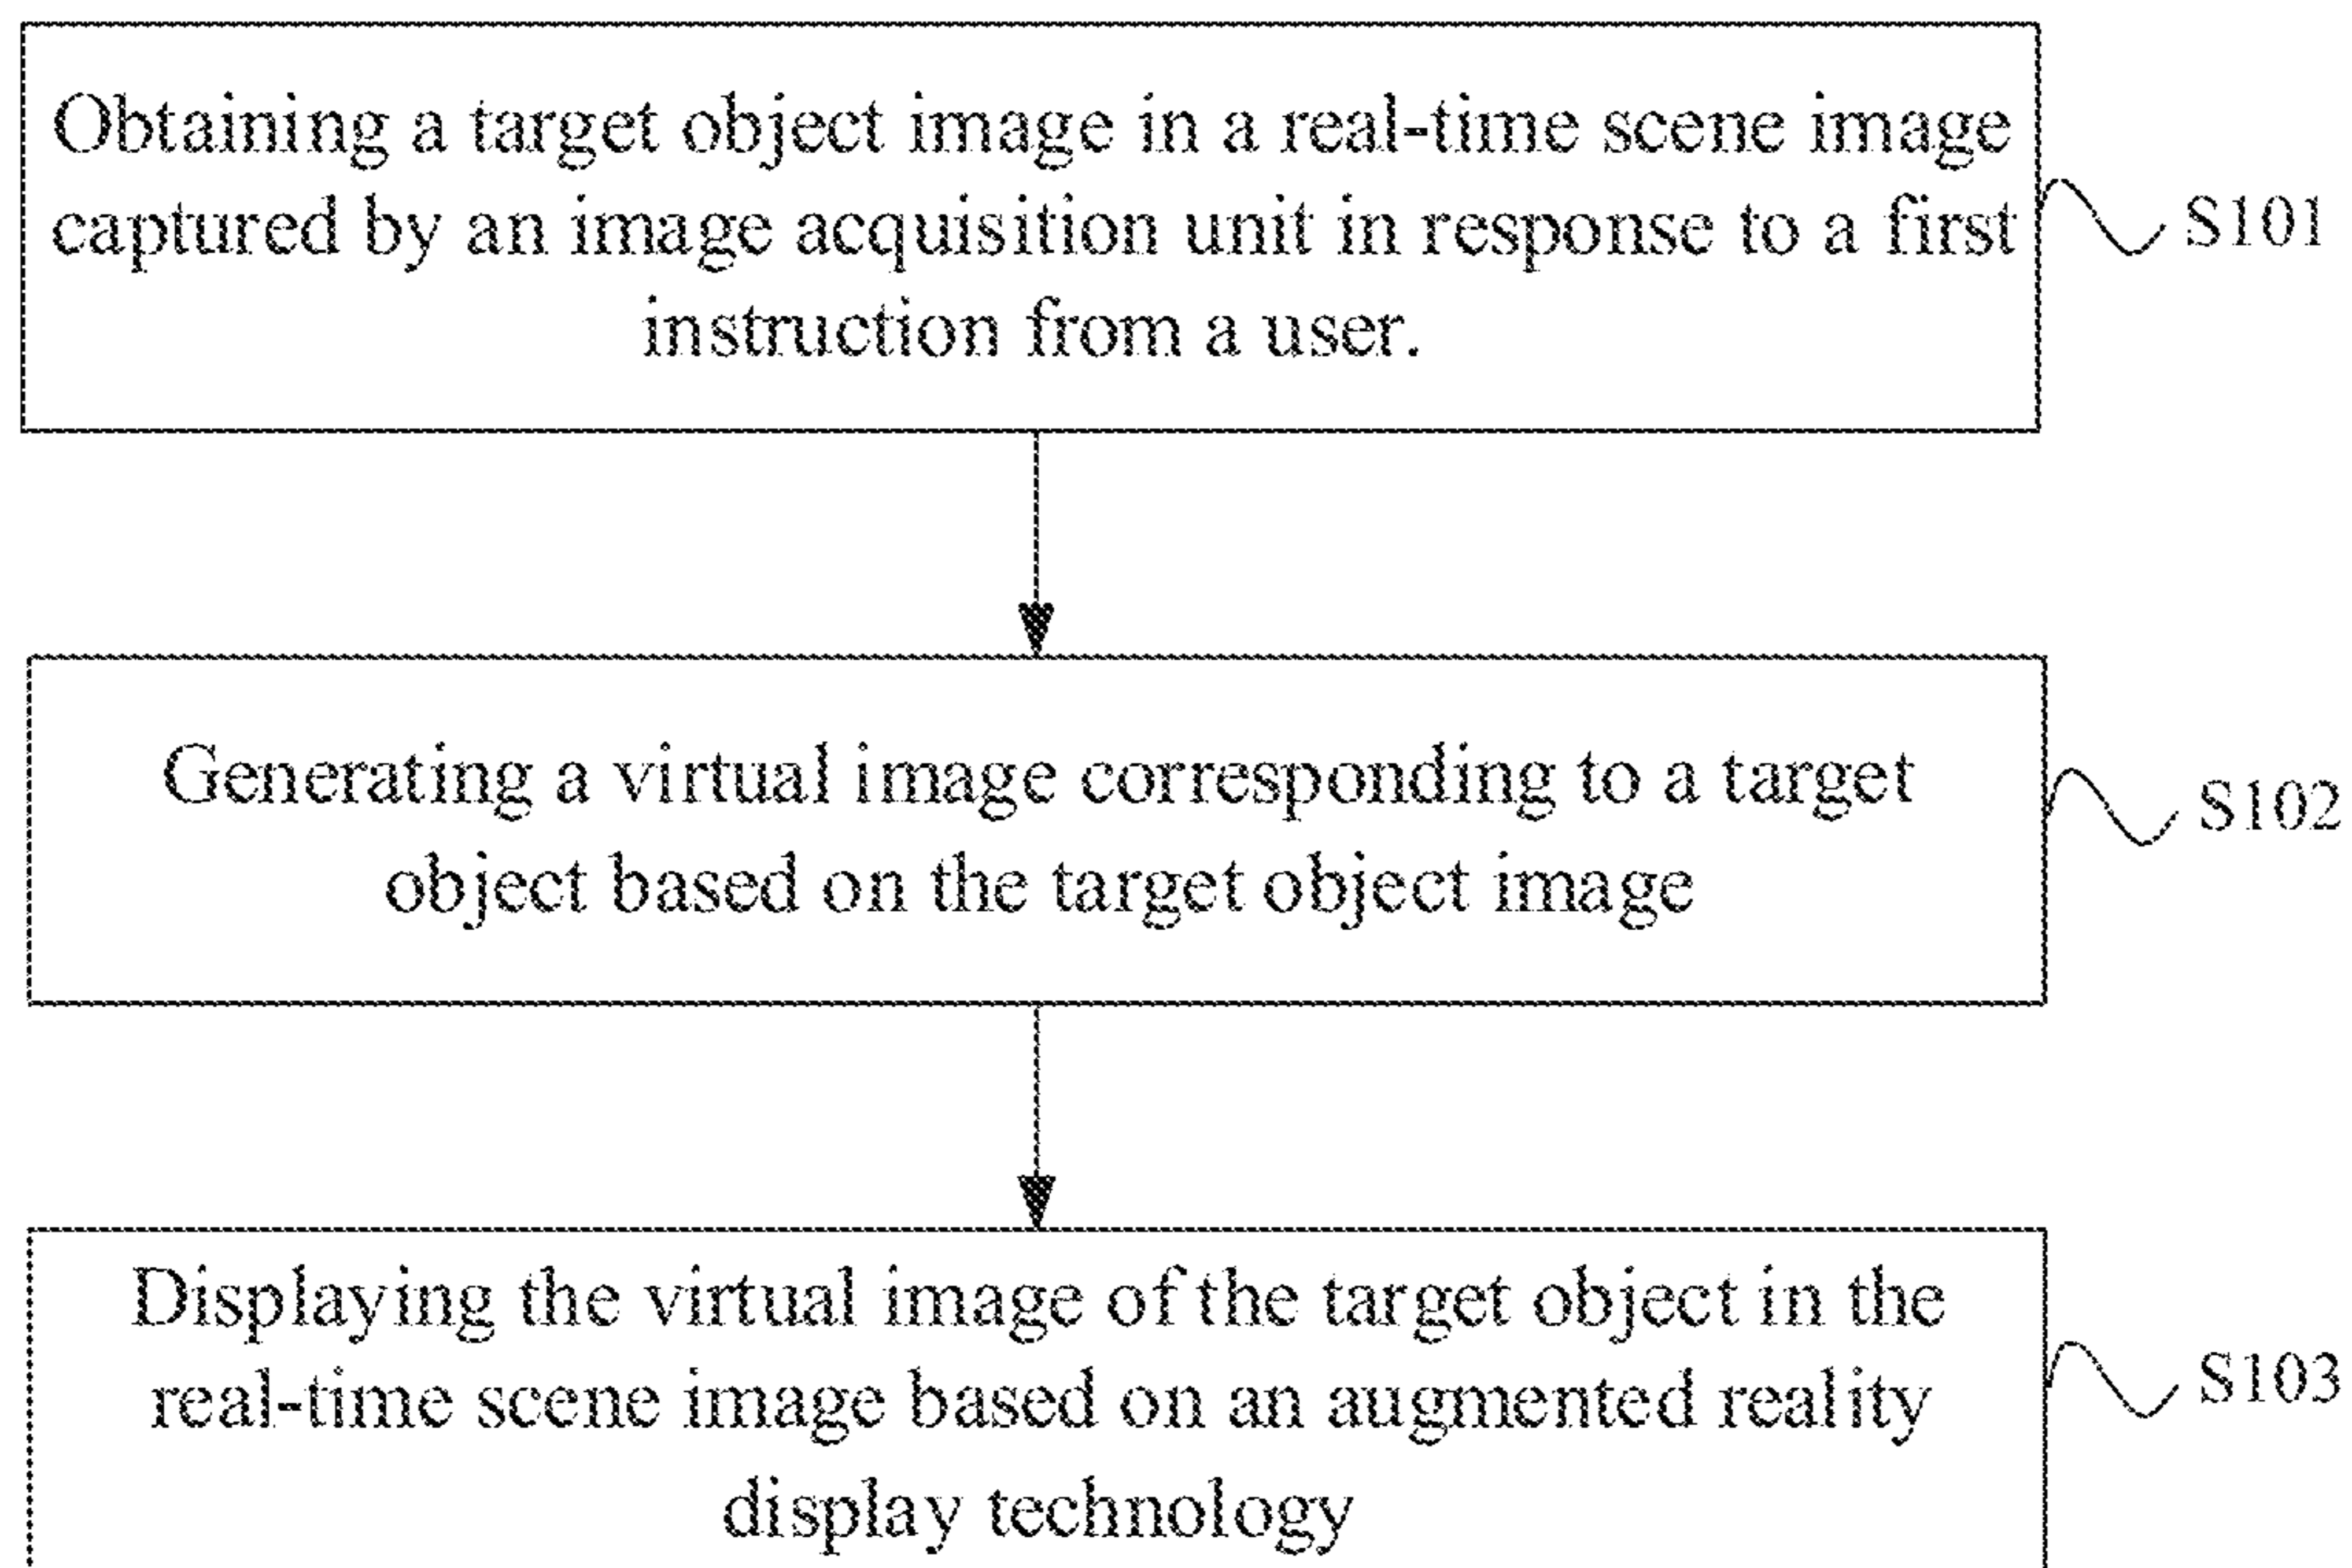 Obtaining a target object image in a real-time scene image
captured by an image acquisition unit in response to a first
instruction from a user.
S101
Generating a virtual image corresponding to a target
object based on the target object image
S102
Displaying the virtual image of the target object in the
real-time scene image based on an augmented reality
display technology
S103